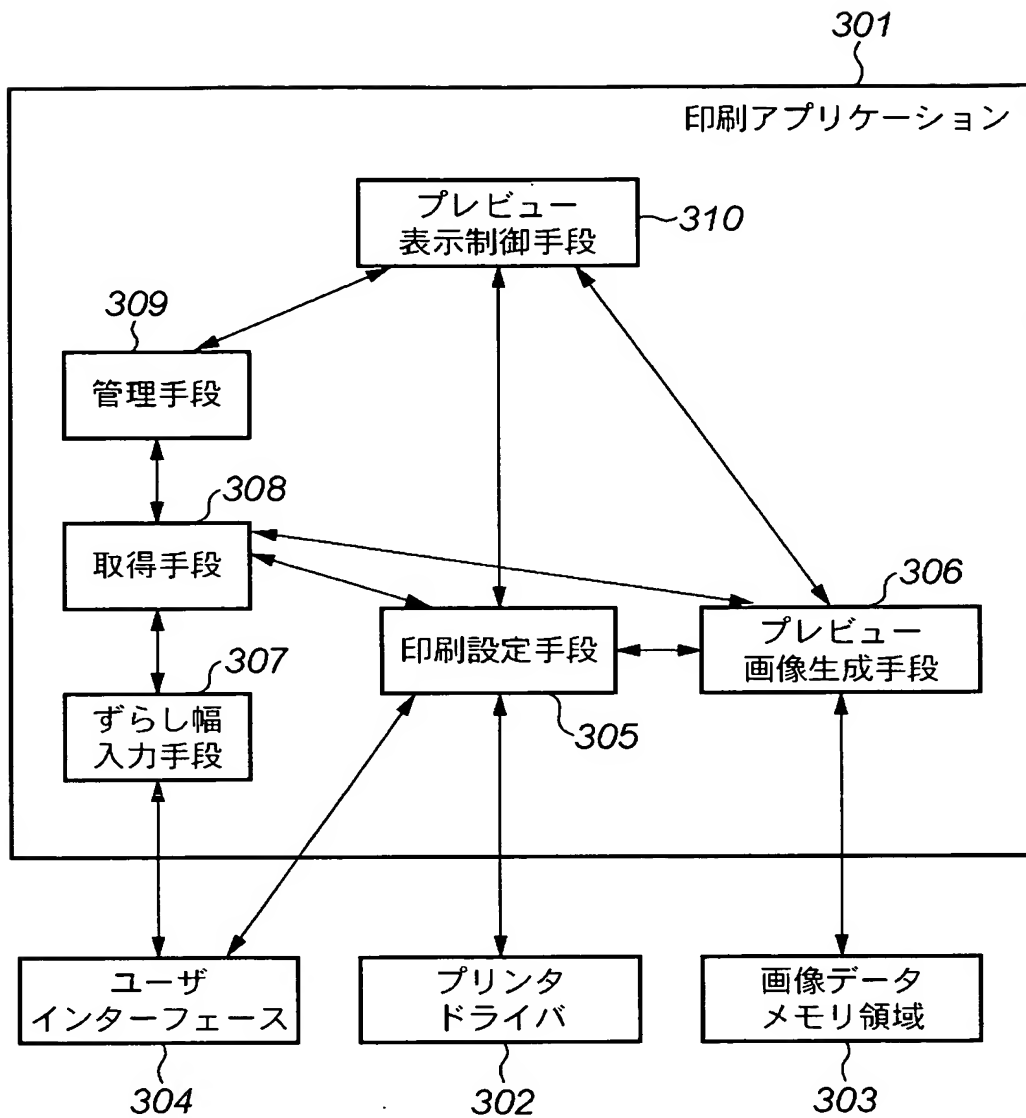 301
印刷アプリケーション
プレビュー
表示制御手段
310
309
管理手段
308
取得手段
306
プレビュー
画像生成手段
印刷設定手段
305
307
ずらし幅
入力手段
ユーザ
インターフェース
プリンタ
ドライバ
画像データ
メモリ領域
304
302
303